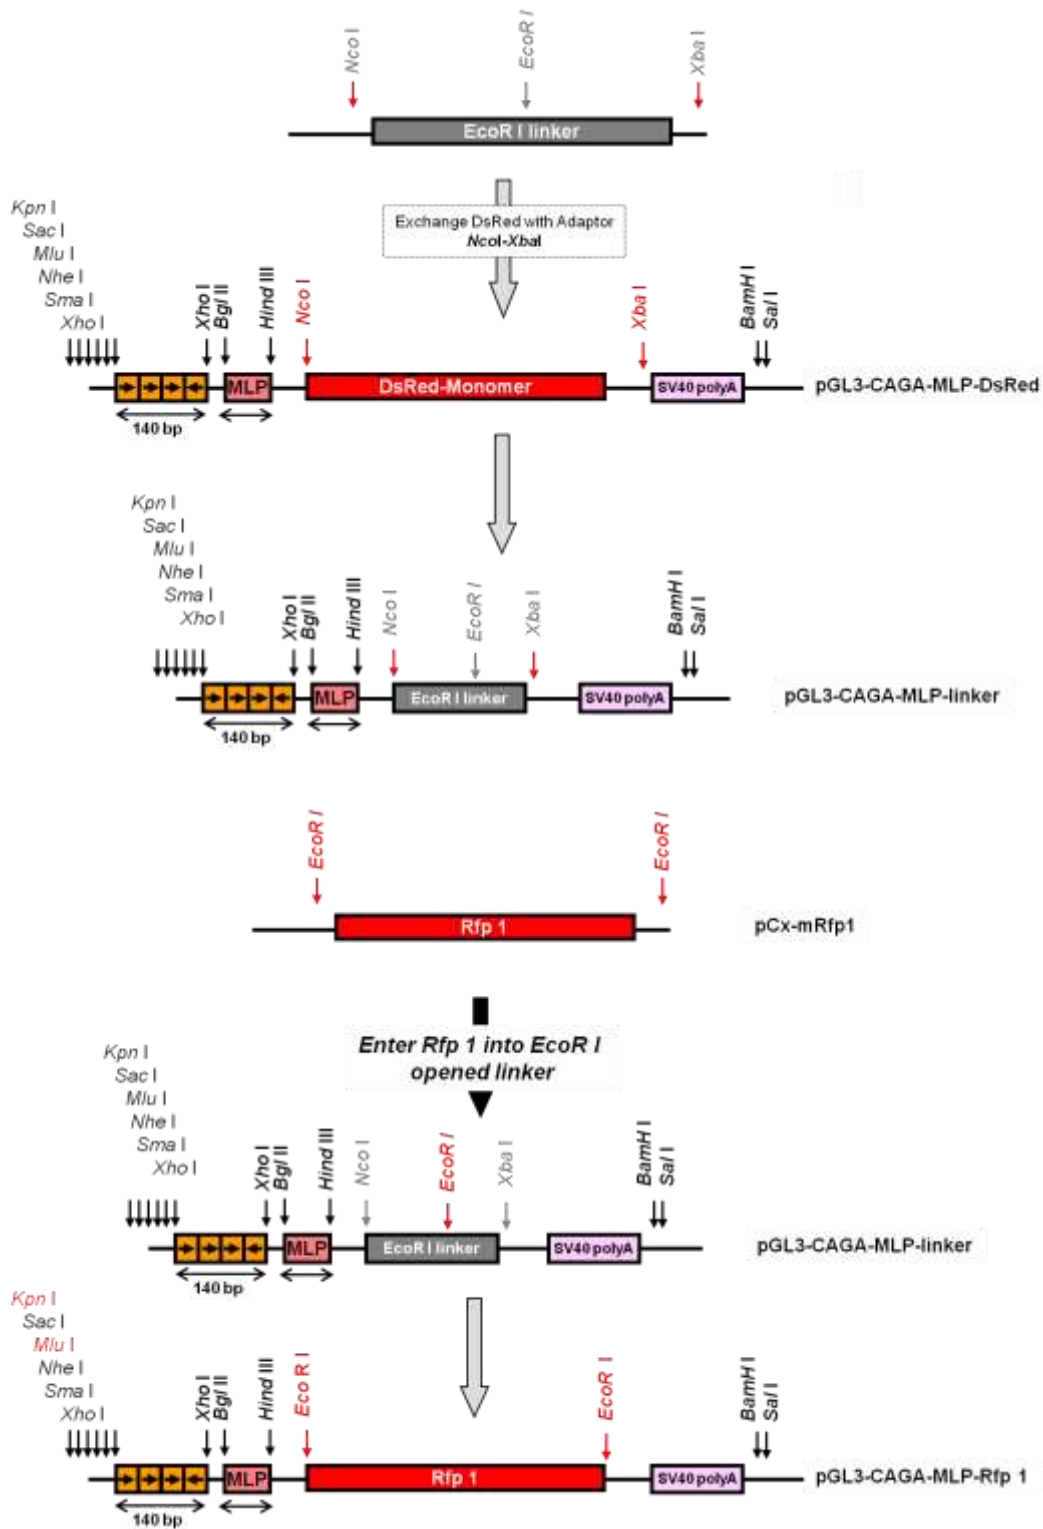 Nco I
EcoR I
Xba I
EcoR I linker
Exchange DsRed with Adaptor
NcoI-XbaI
Kpn I
Sac I
Mlu I
Nhe I
Sma I
Xho I
Xho I
Bgl II
Hind III
Nco I
Xba I
BamH I
Sal I
MLP
DsRed-Monomer
SV40 polyA
pGL3-CAGA-MLP-DsRed
140 bp
Kpn I
Sac I
Mlu I
Nhe I
Sma I
Xho I
Xho I
Bgl II
Hind III
Nco I
EcoR I
Xba I
BamH I
Sal I
MLP
EcoR I linker
SV40 polyA
pGL3-CAGA-MLP-linker
140 bp
EcoR I
EcoR I
Rfp 1
pCx-mRfp1
Enter Rfp 1 into EcoR I
opened linker
Kpn I
Sac I
Mlu I
Nhe I
Sma I
Xho I
Xho I
Bgl II
Hind III
Nco I
EcoR I
Xba I
BamH I
Sal I
MLP
EcoR I linker
SV40 polyA
pGL3-CAGA-MLP-linker
140 bp
Kpn I
Sac I
Mlu I
Nhe I
Sma I
Xho I
Xho I
Bgl II
Hind III
Eco R I
EcoR I
BamH I
Sal I
MLP
Rfp 1
SV40 polyA
pGL3-CAGA-MLP-Rfp 1
140 bp